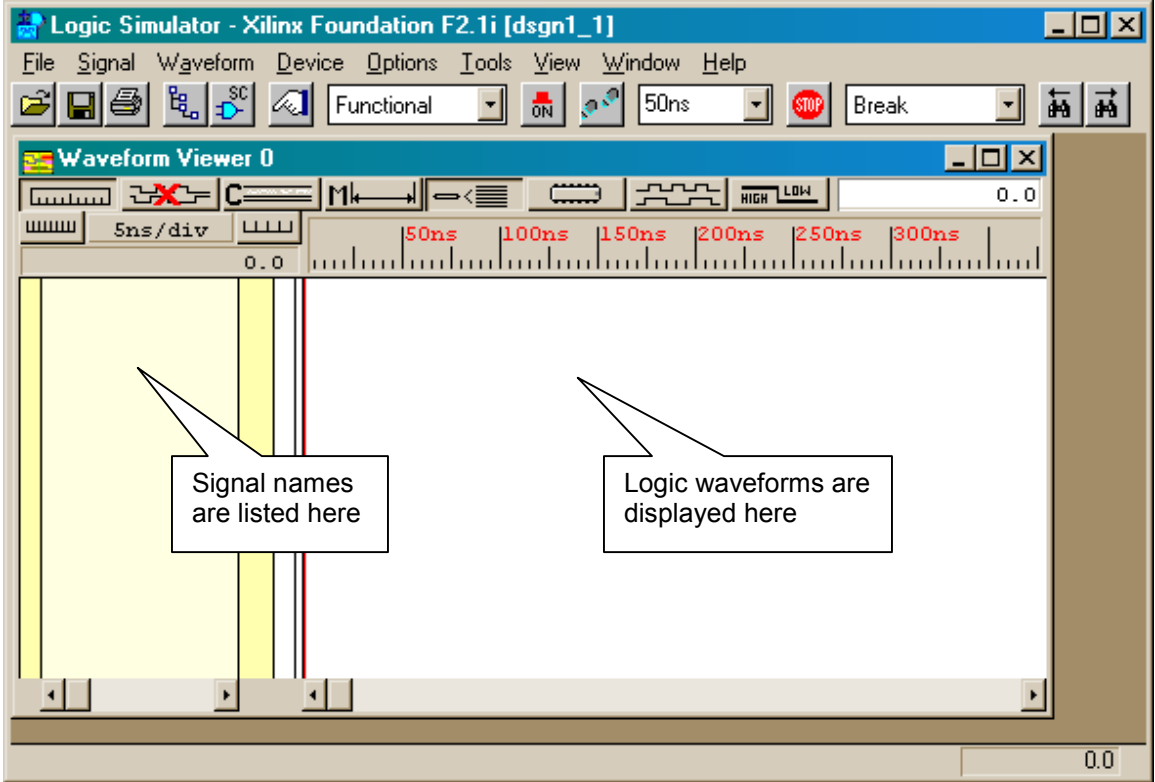 Logic Simulator - Xilinx Foundation F2.1i [dsgn1_1]
File Signal Waveform Device Options Tools View Window Help
SC Functional ON 50ns STOP Break
Waveform Viewer 0
C M HIGH LOW 0.0
5ns/div 50ns 100ns 150ns 200ns 250ns 300ns
0.0
Signal names
are listed here
Logic waveforms are
displayed here
0.0